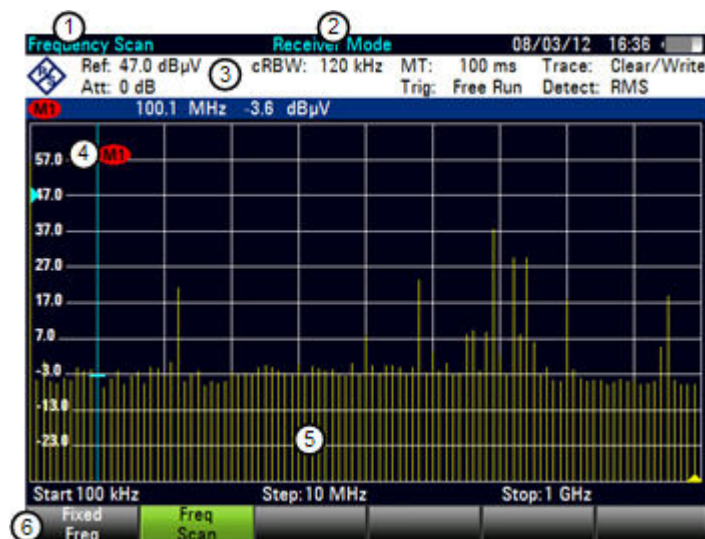 1 2
Frequency Scan Receiver Mode 08/03/12 16:36
R&S Ref: 47.0 dBµV 3 cRBW: 120 kHz MT: 100 ms Trace: Clear/Write
Att: 0 dB Trig: Free Run Detect: RMS
M1 100.1 MHz -3.6 dBµV
57.0 4 M1
47.0
37.0
27.0
17.0
7.0
-3.0
-13.0
-23.0 5
Start 100 kHz Step: 10 MHz Stop: 1 GHz
6 Fixed Freq
Freq Scan